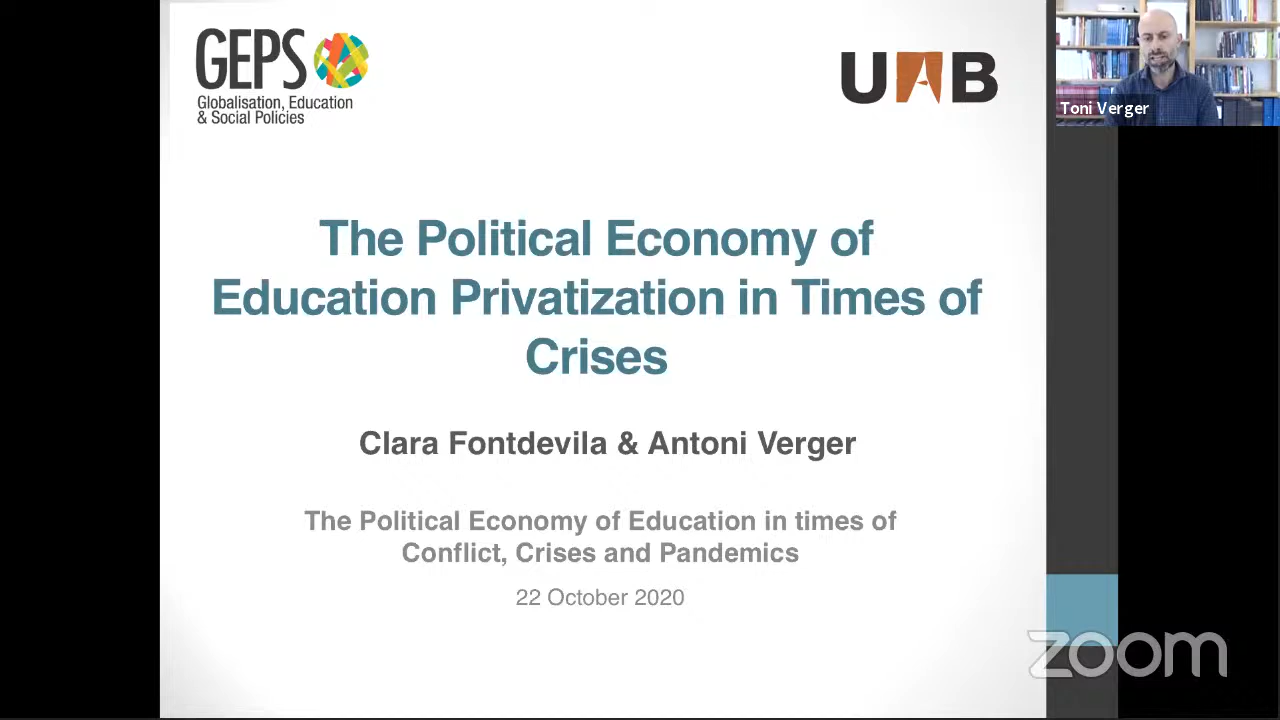 GEPS
Globalisation, Education
& Social Policies
UAB
Toni Verger
The Political Economy of
Education Privatization in Times of
Crises
Clara Fontdevila & Antoni Verger
The Political Economy of Education in times of
Conflict, Crises and Pandemics
22 October 2020
zoom